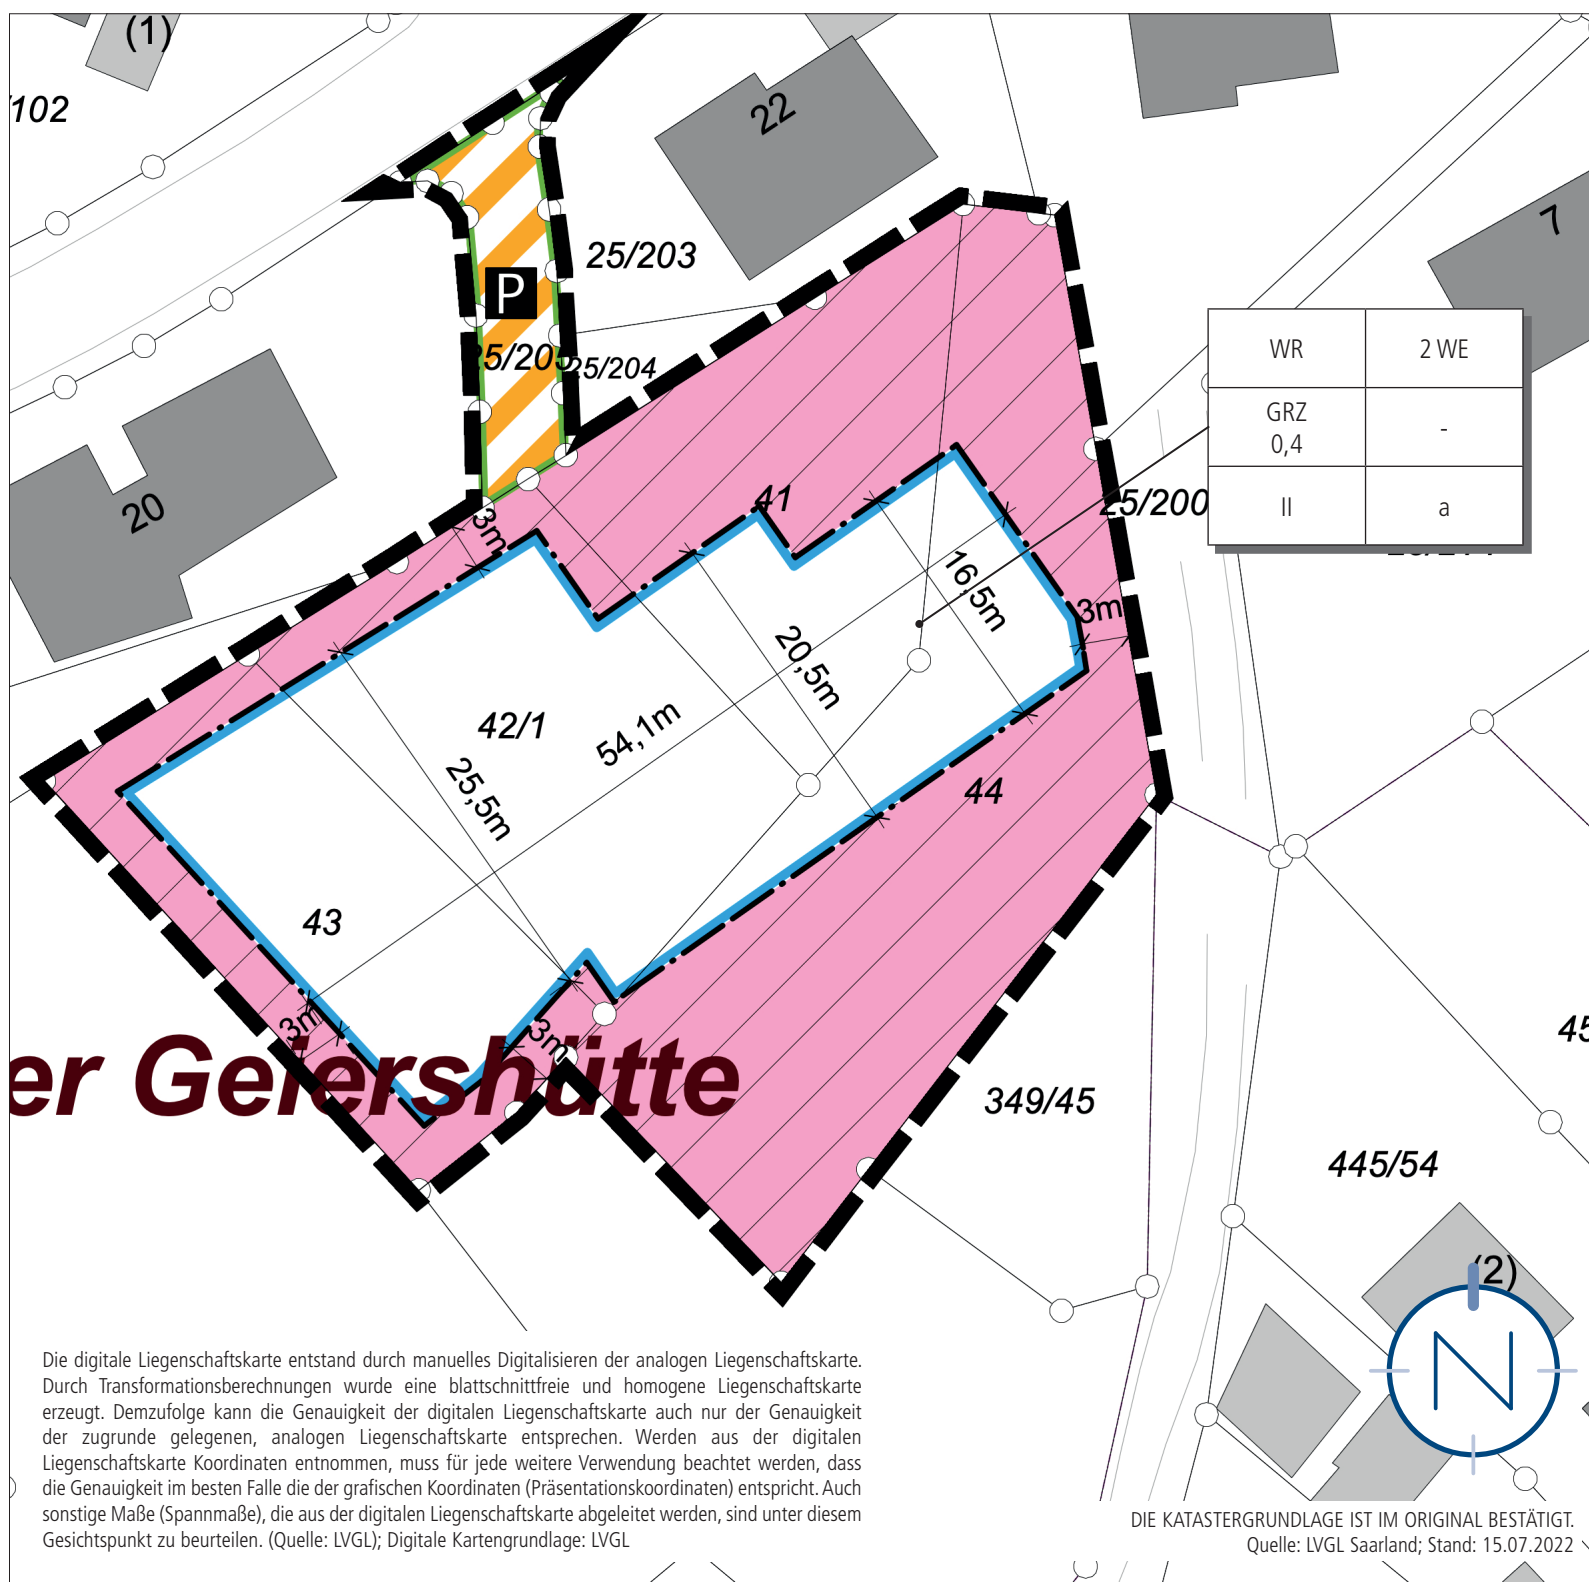 (1)
/102
22
7
25/203
P
25/204
20
WR
2 WE
GRZ
0,4
-
II
a
41
25/200
3m
16,5m
3m
20,5m
42/1
54,1m
25,5m
44
43
3m
3m
er Geiershütte
45
349/45
445/54
(2)
N
Die digitale Liegenschaftskarte entstand durch manuelles Digitalisieren der analogen Liegenschaftskarte.
Durch Transformationsberechnungen wurde eine blattschnittfreie und homogene Liegenschaftskarte
erzeugt. Demzufolge kann die Genauigkeit der digitalen Liegenschaftskarte auch nur der Genauigkeit
der zugrunde gelegenen, analogen Liegenschaftskarte entsprechen. Werden aus der digitalen
Liegenschaftskarte Koordinaten entnommen, muss für jede weitere Verwendung beachtet werden, dass
die Genauigkeit im besten Falle die der grafischen Koordinaten (Präsentationskoordinaten) entspricht. Auch
sonstige Maße (Spannmaße), die aus der digitalen Liegenschaftskarte abgeleitet werden, sind unter diesem
Gesichtspunkt zu beurteilen. (Quelle: LVGL); Digitale Kartengrundlage: LVGL
DIE KATASTERGRUNDLAGE IST IM ORIGINAL BESTÄTIGT.
Quelle: LVGL Saarland; Stand: 15.07.2022